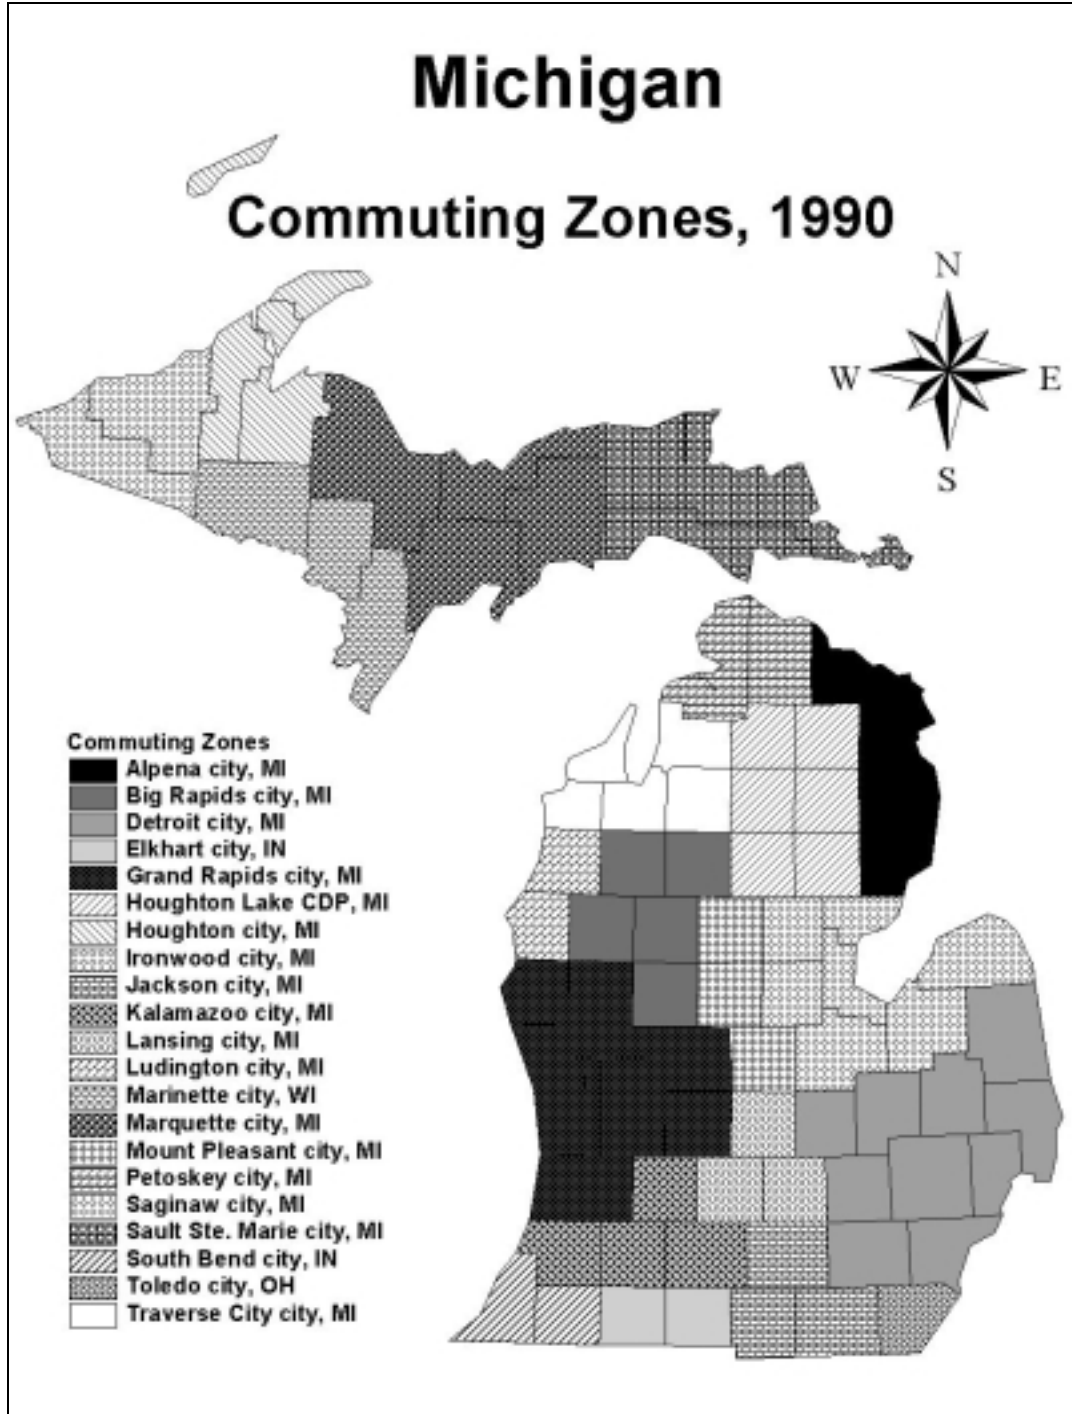 Michigan
Commuting Zones, 1990
N
W
E
S
Commuting Zones
Alpena city, MI
Big Rapids city, MI
Detroit city, MI
Elkhart city, IN
Grand Rapids city, MI
Houghton Lake CDP, MI
Houghton city, MI
Ironwood city, MI
Jackson city, MI
Kalamazoo city, MI
Lansing city, MI
Ludington city, MI
Marinette city, WI
Marquette city, MI
Mount Pleasant city, MI
Petoskey city, MI
Saginaw city, MI
Sault Ste. Marie city, MI
South Bend city, IN
Toledo city, OH
Traverse City city, MI